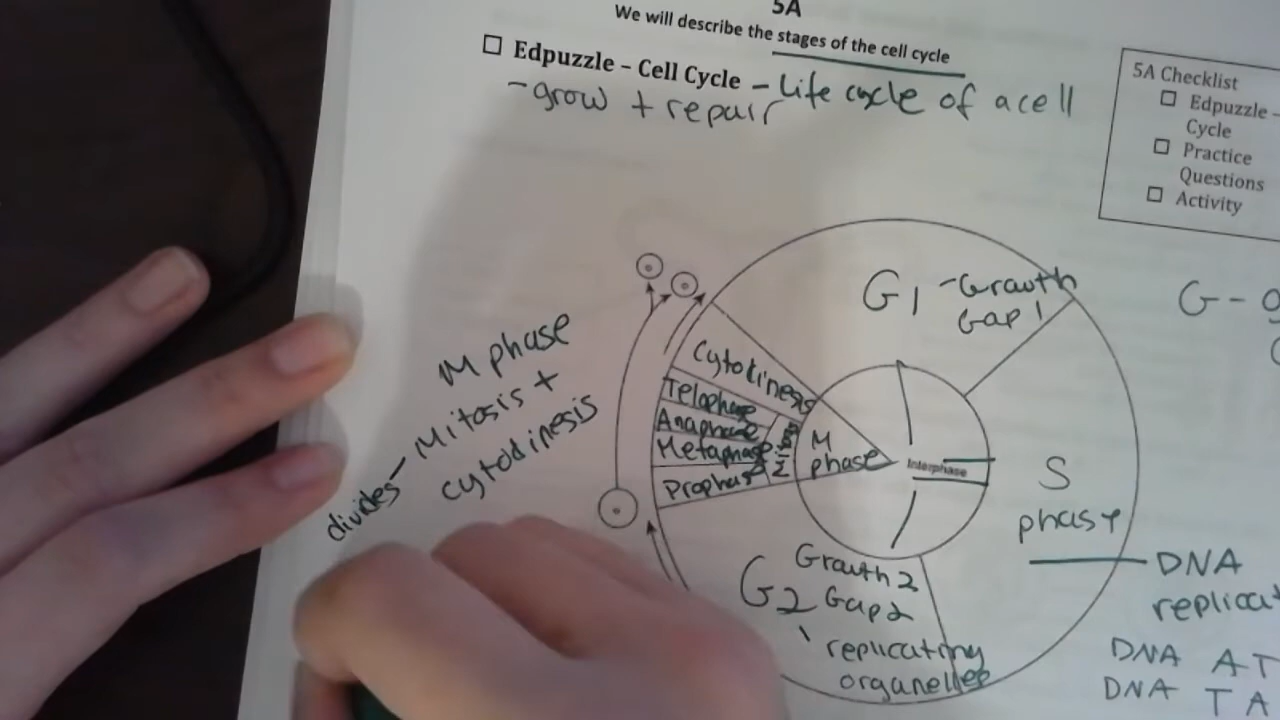 5A
We will describe the stages of the cell cycle
☐ Edpuzzle – Cell Cycle – Life cycle of a cell
- grow + repair
5A Checklist
☐ Edpuzzle –
Cycle
☐ Practice
Questions
☐ Activity
G1 - Growth
Gap 1
G -
M phase
divides - Mitosis +
cytokinesis
Cytokinesis
Telophase
Anaphase
Metaphase
Prophase
Mitosis
M
phase
Interphase
S
phase
DNA
replicat
G2 Growth 2
Gap 2
replicating
organelles
DNA A T
DNA T A